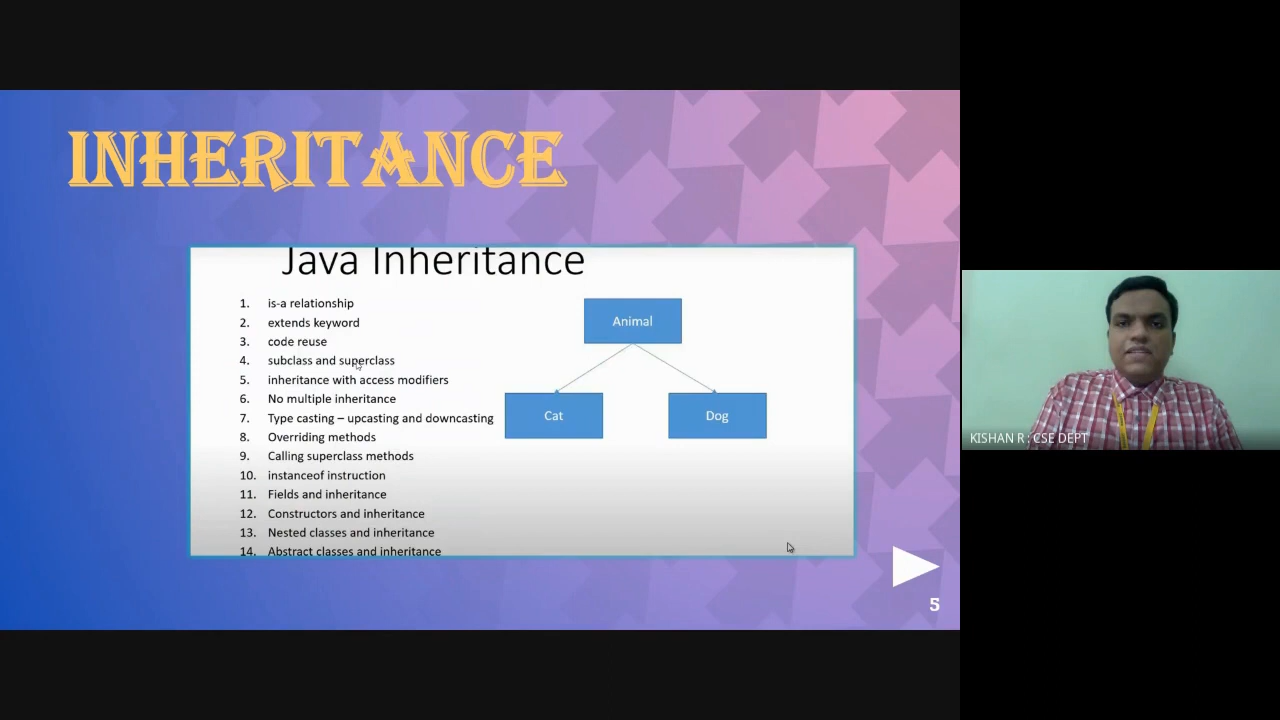 INHERITANCE
Java Inheritance
1. is-a relationship
2. extends keyword
3. code reuse
4. subclass and superclass
5. inheritance with access modifiers
6. No multiple inheritance
7. Type casting – upcasting and downcasting
8. Overriding methods
9. Calling superclass methods
10. instanceof instruction
11. Fields and inheritance
12. Constructors and inheritance
13. Nested classes and inheritance
14. Abstract classes and inheritance
Animal
Cat
Dog
5
KISHAN R : CSE DEPT